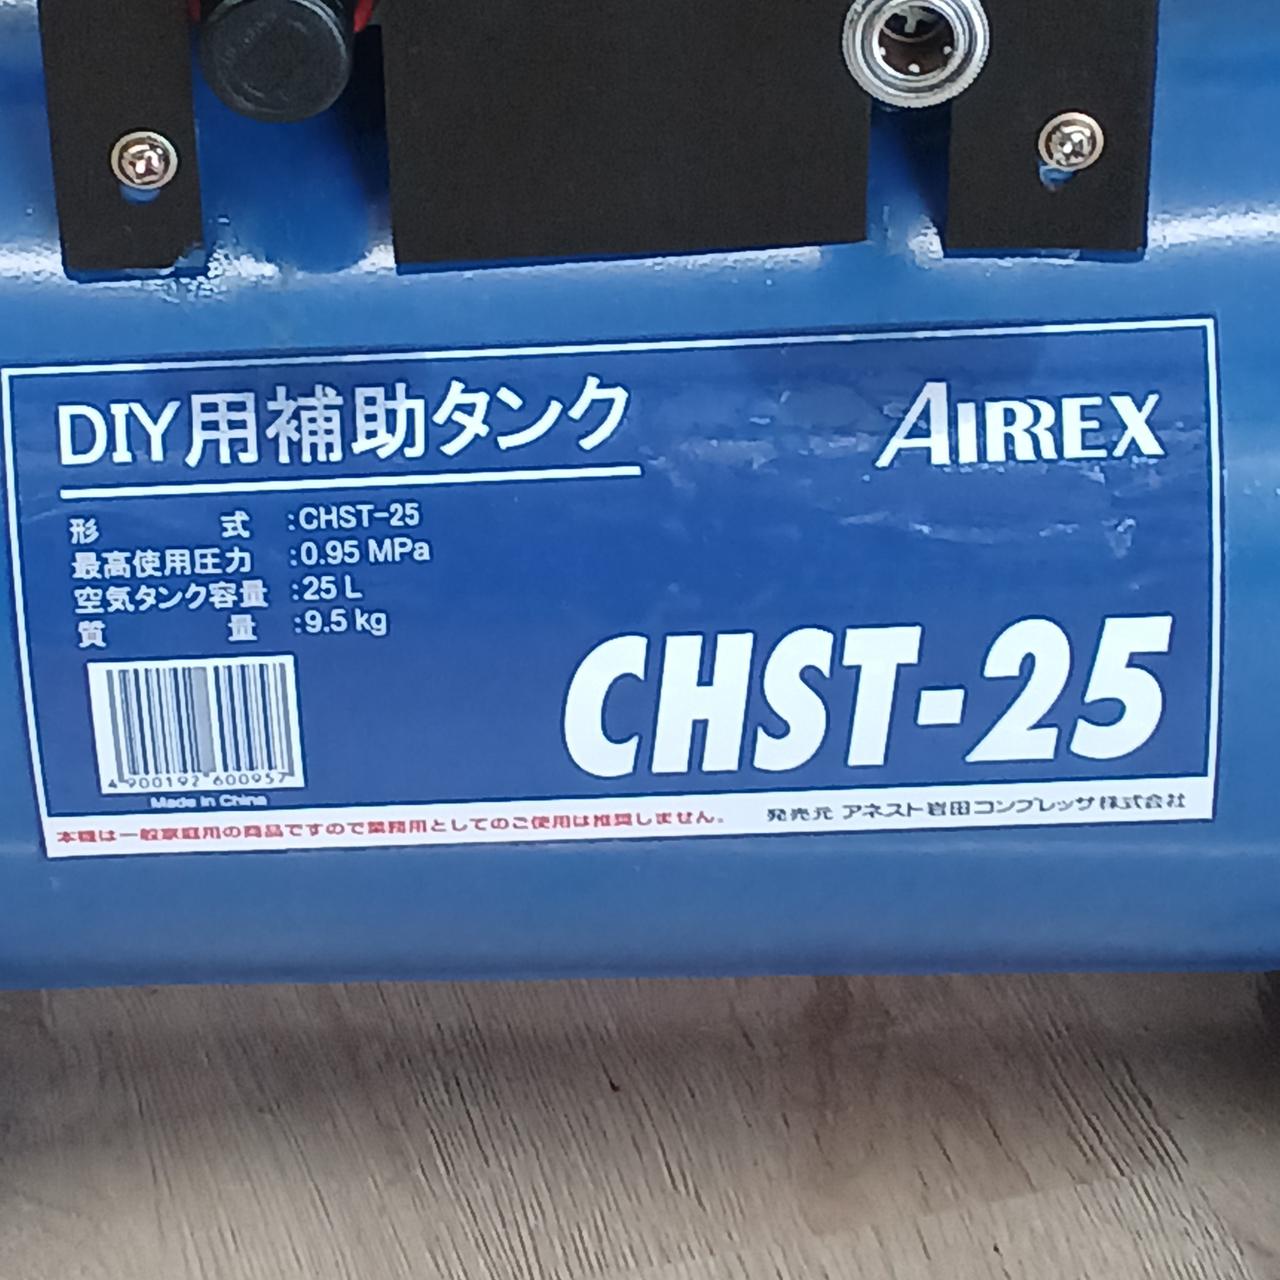 DIY用補助タンク
AIRREX
形 式 :CHST-25
最高使用圧力 :0.95 MPa
空気タンク容量 :25 L
質 量 :9.5 kg
CHST-25
4 900192 600957
Made in China
本機は一般家庭用の商品ですので業務用としてのご使用は推奨しません。
発売元 アネスト岩田コンプレッサ株式会社